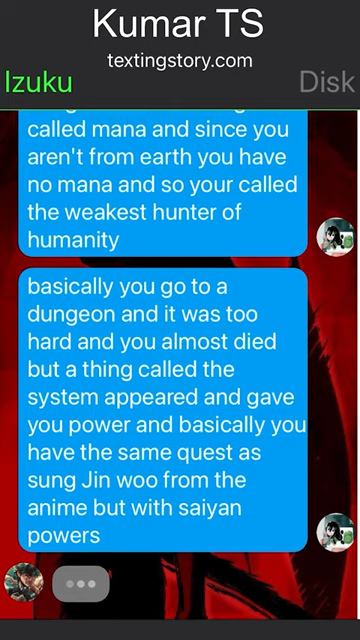 Kumar TS
textingstory.com
Izuku
Disk
called mana and since you
aren't from earth you have
no mana and so your called
the weakest hunter of
humanity
basically you go to a
dungeon and it was too
hard and you almost died
but a thing called the
system appeared and gave
you power and basically you
have the same quest as
sung Jin woo from the
anime but with saiyan
powers